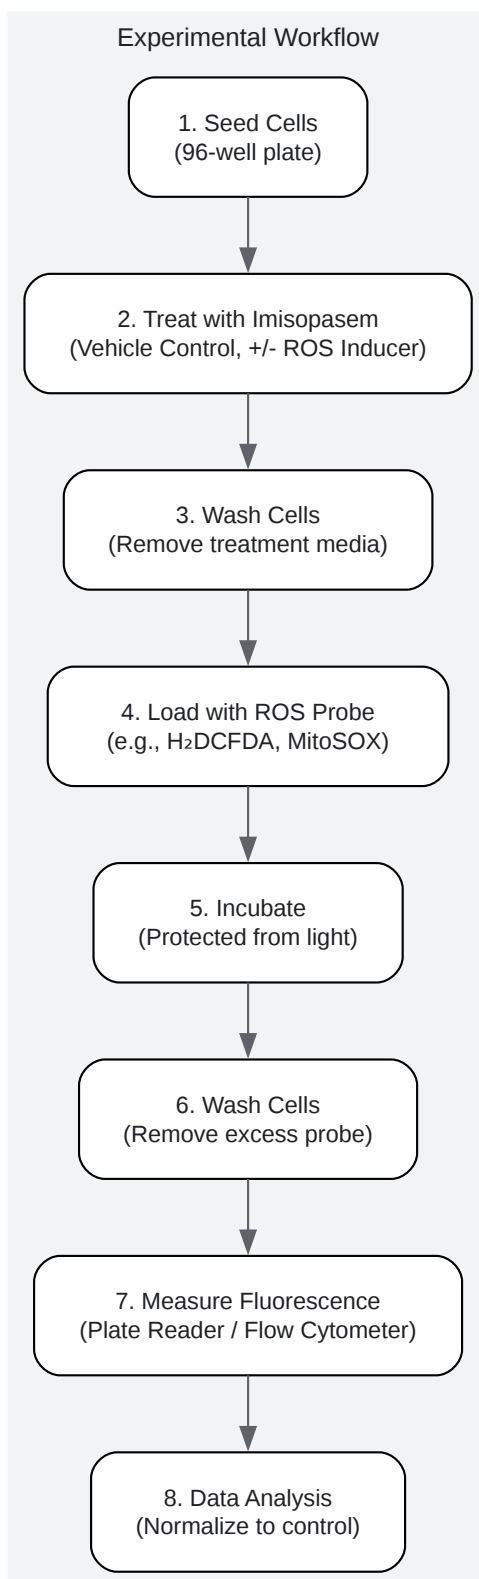 Experimental Workflow
1. Seed Cells
(96-well plate)
2. Treat with Imisopasem
(Vehicle Control, +/- ROS Inducer)
3. Wash Cells
(Remove treatment media)
4. Load with ROS Probe
(e.g., H₂DCFDA, MitoSOX)
5. Incubate
(Protected from light)
6. Wash Cells
(Remove excess probe)
7. Measure Fluorescence
(Plate Reader / Flow Cytometer)
8. Data Analysis
(Normalize to control)